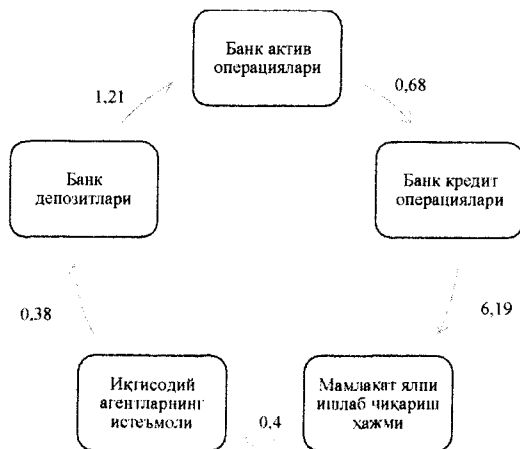 Банк актив
операциялари
1,21
0,68
Банк
депозитлари
Банк кредит
операциялари
0,38
6,19
Иқтисодий
агентларнинг
истеъмоли
Мамлакат ялпи
ишлаб чиқариш
ҳажми
0,4